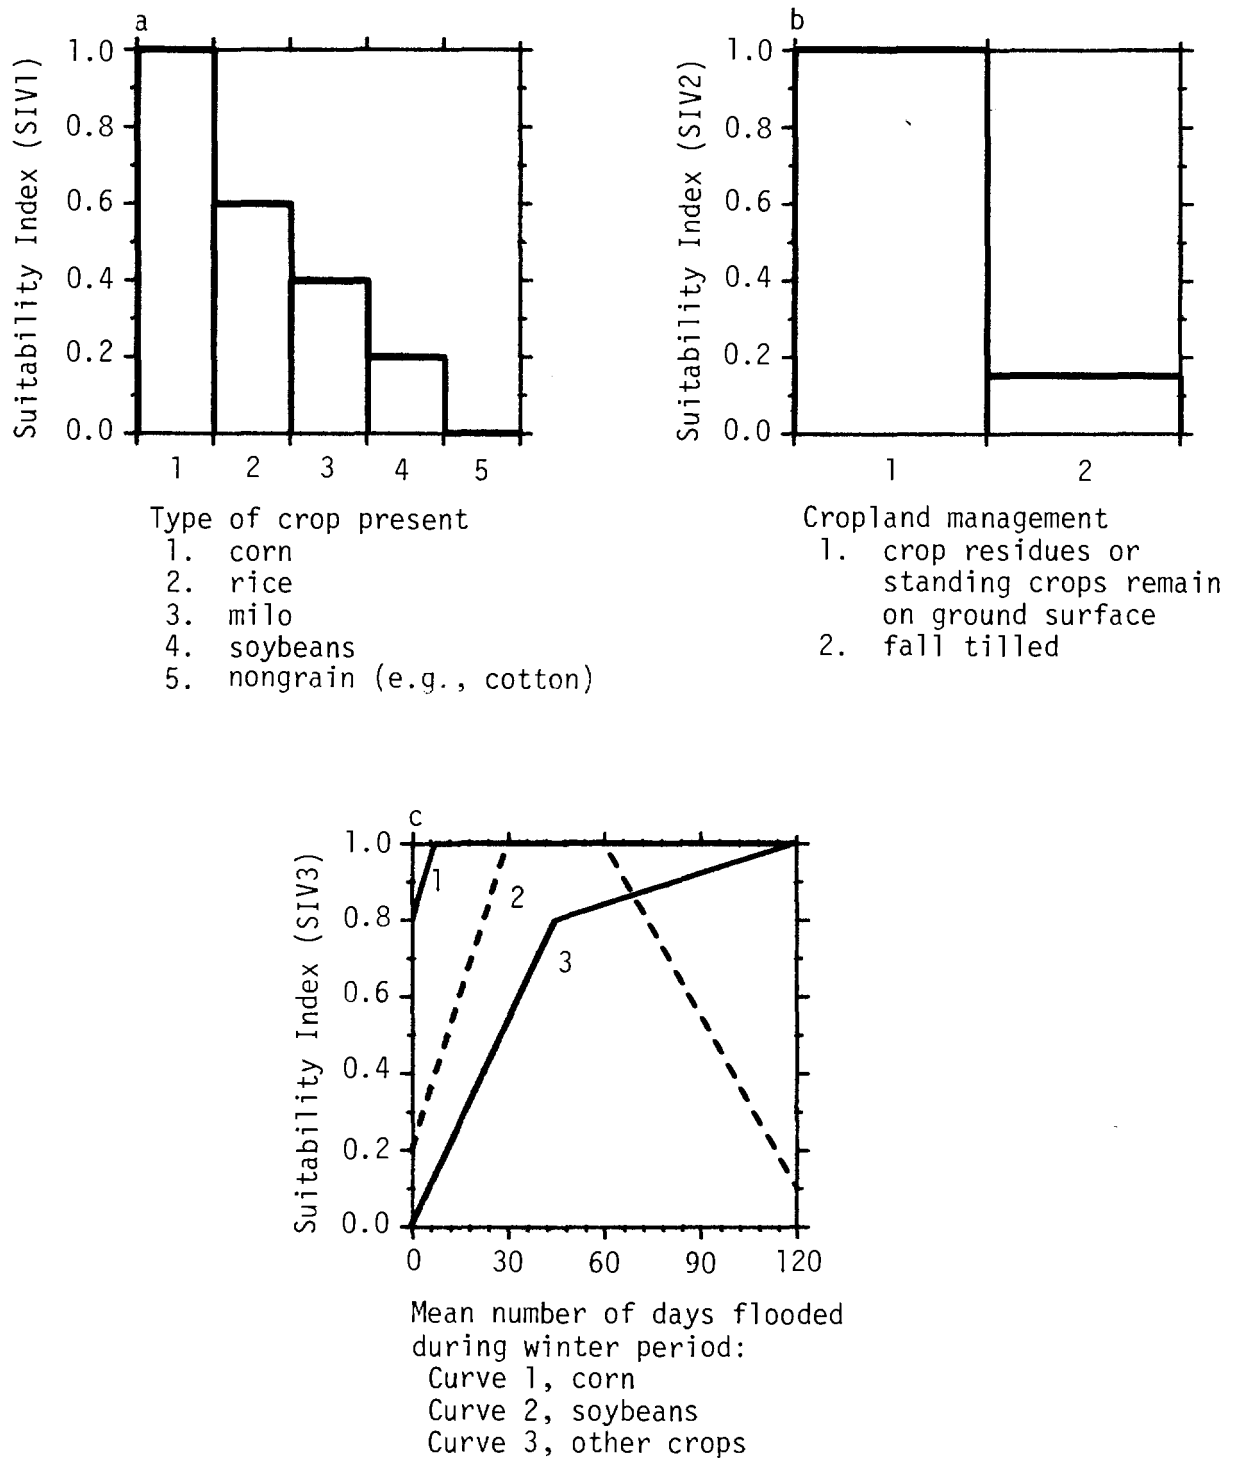 a
Suitability Index (SIV1)
1.0
0.8
0.6
0.4
0.2
0.0
1 2 3 4 5
Type of crop present
1. corn
2. rice
3. milo
4. soybeans
5. nongrain (e.g., cotton)
b
Suitability Index (SIV2)
1.0
0.8
0.6
0.4
0.2
0.0
1 2
Cropland management
1. crop residues or
standing crops remain
on ground surface
2. fall tilled
c
Suitability Index (SIV3)
1.0
0.8
0.6
0.4
0.2
0.0
1
2
3
0 30 60 90 120
Mean number of days flooded
during winter period:
Curve 1, corn
Curve 2, soybeans
Curve 3, other crops